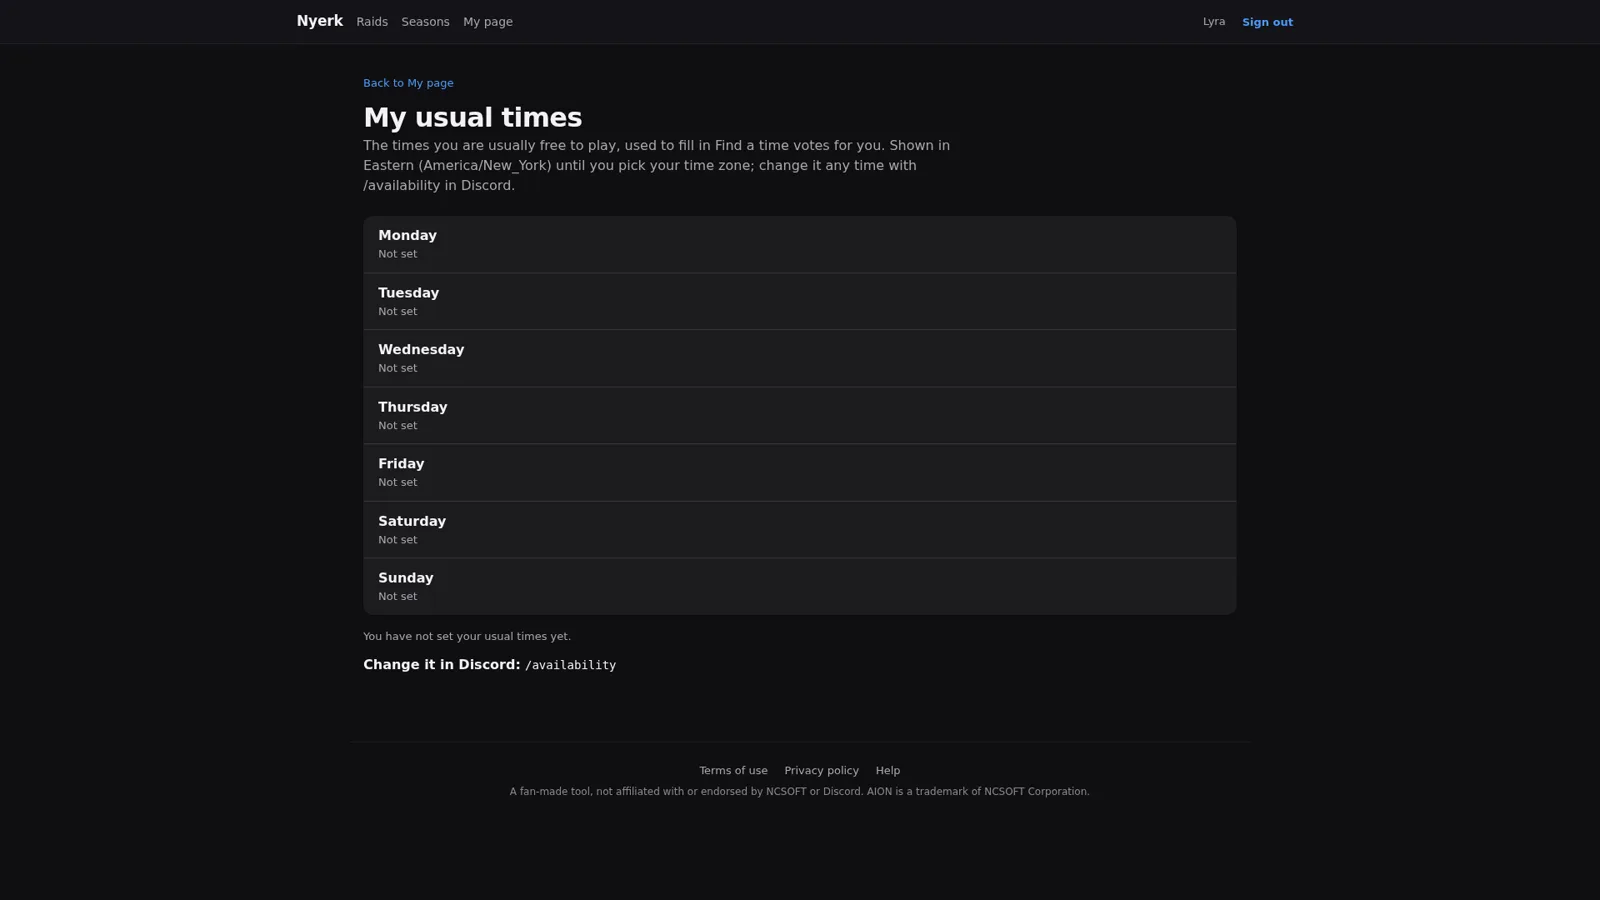 Nyerk Raids Seasons My page Lyra Sign out
Back to My page
My usual times
The times you are usually free to play, used to fill in Find a time votes for you. Shown in
Eastern (America/New_York) until you pick your time zone; change it any time with
/availability in Discord.
Monday
Not set
Tuesday
Not set
Wednesday
Not set
Thursday
Not set
Friday
Not set
Saturday
Not set
Sunday
Not set
You have not set your usual times yet.
Change it in Discord: /availability
Terms of use Privacy policy Help
A fan-made tool, not affiliated with or endorsed by NCSOFT or Discord. AION is a trademark of NCSOFT Corporation.